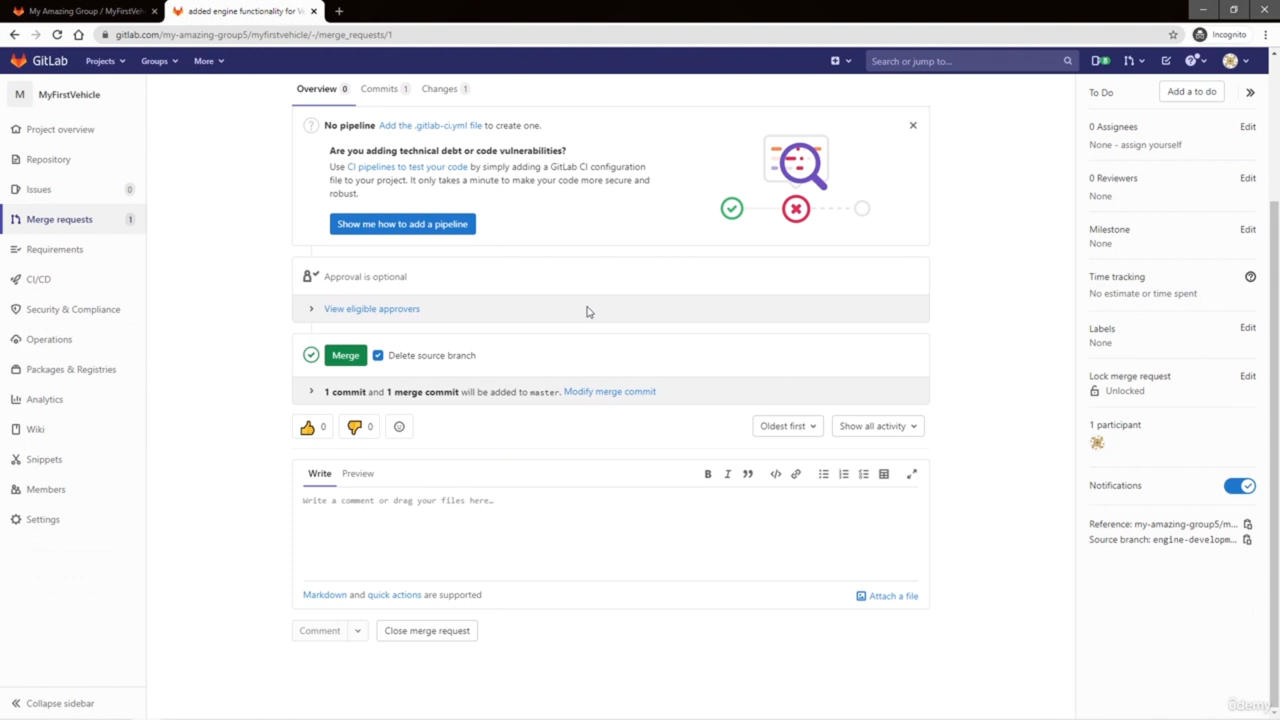 My Amazing Group / MyFirstVeh
added engine functionality for Ve
gitlab.com/my-amazing-group5/myfirstvehicle/-/merge_requests/1
Incognito
GitLab
Projects
Groups
More
Search or jump to...
8
M
MyFirstVehicle
Project overview
Repository
Issues 0
Merge requests 1
Requirements
CI/CD
Security & Compliance
Operations
Packages & Registries
Analytics
Wiki
Snippets
Members
Settings
Collapse sidebar
Overview 0 Commits 1 Changes 1
No pipeline Add the .gitlab-ci.yml file to create one.
Are you adding technical debt or code vulnerabilities?
Use CI pipelines to test your code by simply adding a GitLab CI configuration
file to your project. It only takes a minute to make your code more secure and
robust.
Show me how to add a pipeline
Approval is optional
View eligible approvers
Merge Delete source branch
1 commit and 1 merge commit will be added to master. Modify merge commit
0 0
Oldest first Show all activity
Write Preview
Write a comment or drag your files here…
Markdown and quick actions are supported
Attach a file
Comment Close merge request
To Do Add a to do
0 Assignees Edit
None - assign yourself
0 Reviewers Edit
None
Milestone Edit
None
Time tracking
No estimate or time spent
Labels Edit
None
Lock merge request Edit
Unlocked
1 participant
Notifications
Reference: my-amazing-group5/m...
Source branch: engine-developm...
ûdemy